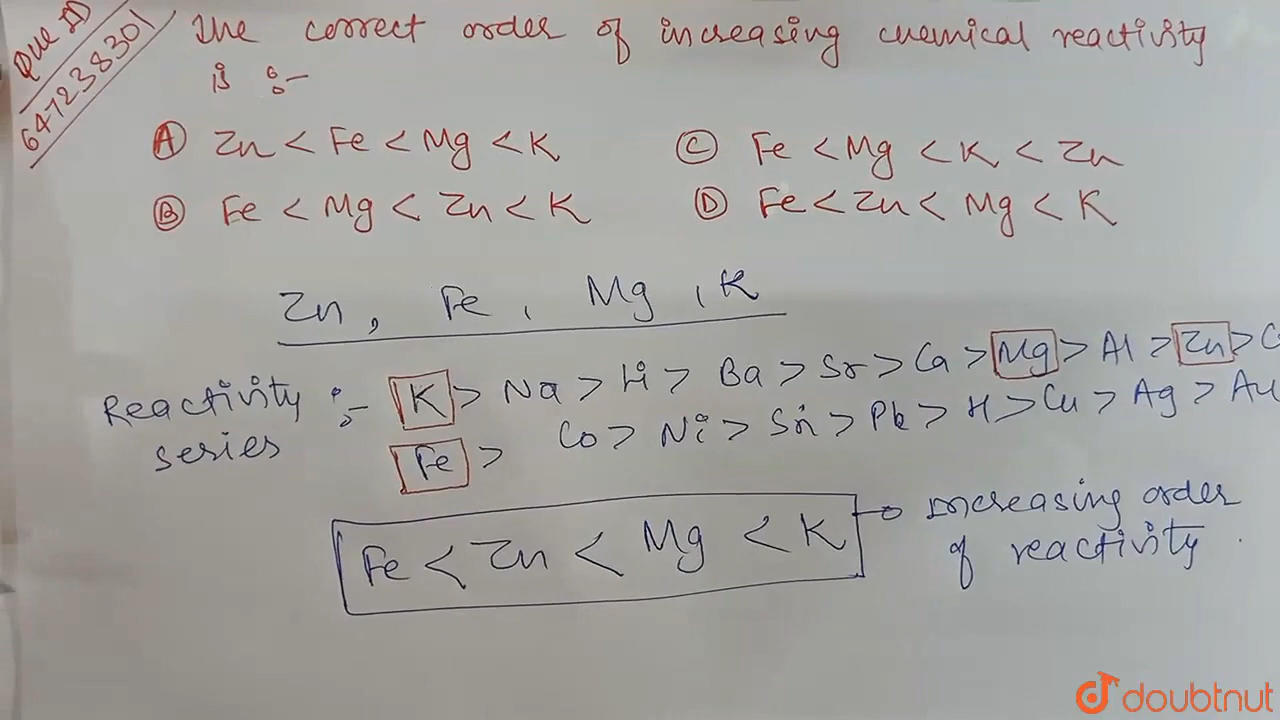 Que ID
647238301
The correct order of increasing chemical reactivity
is :-
(A) Zn < Fe < Mg < K
(C) Fe < Mg < K < Zn
(B) Fe < Mg < Zn < K
(D) Fe < Zn < Mg < K
Zn, Fe, Mg, K
Reactivity series :- K > Na > Li > Ba > Sr > Ca > Mg > Al > Zn > C
Fe > Co > Ni > Sn > Pb > H > Cu > Ag > Au
Fe < Zn < Mg < K → Increasing order
of reactivity.
doubtnut